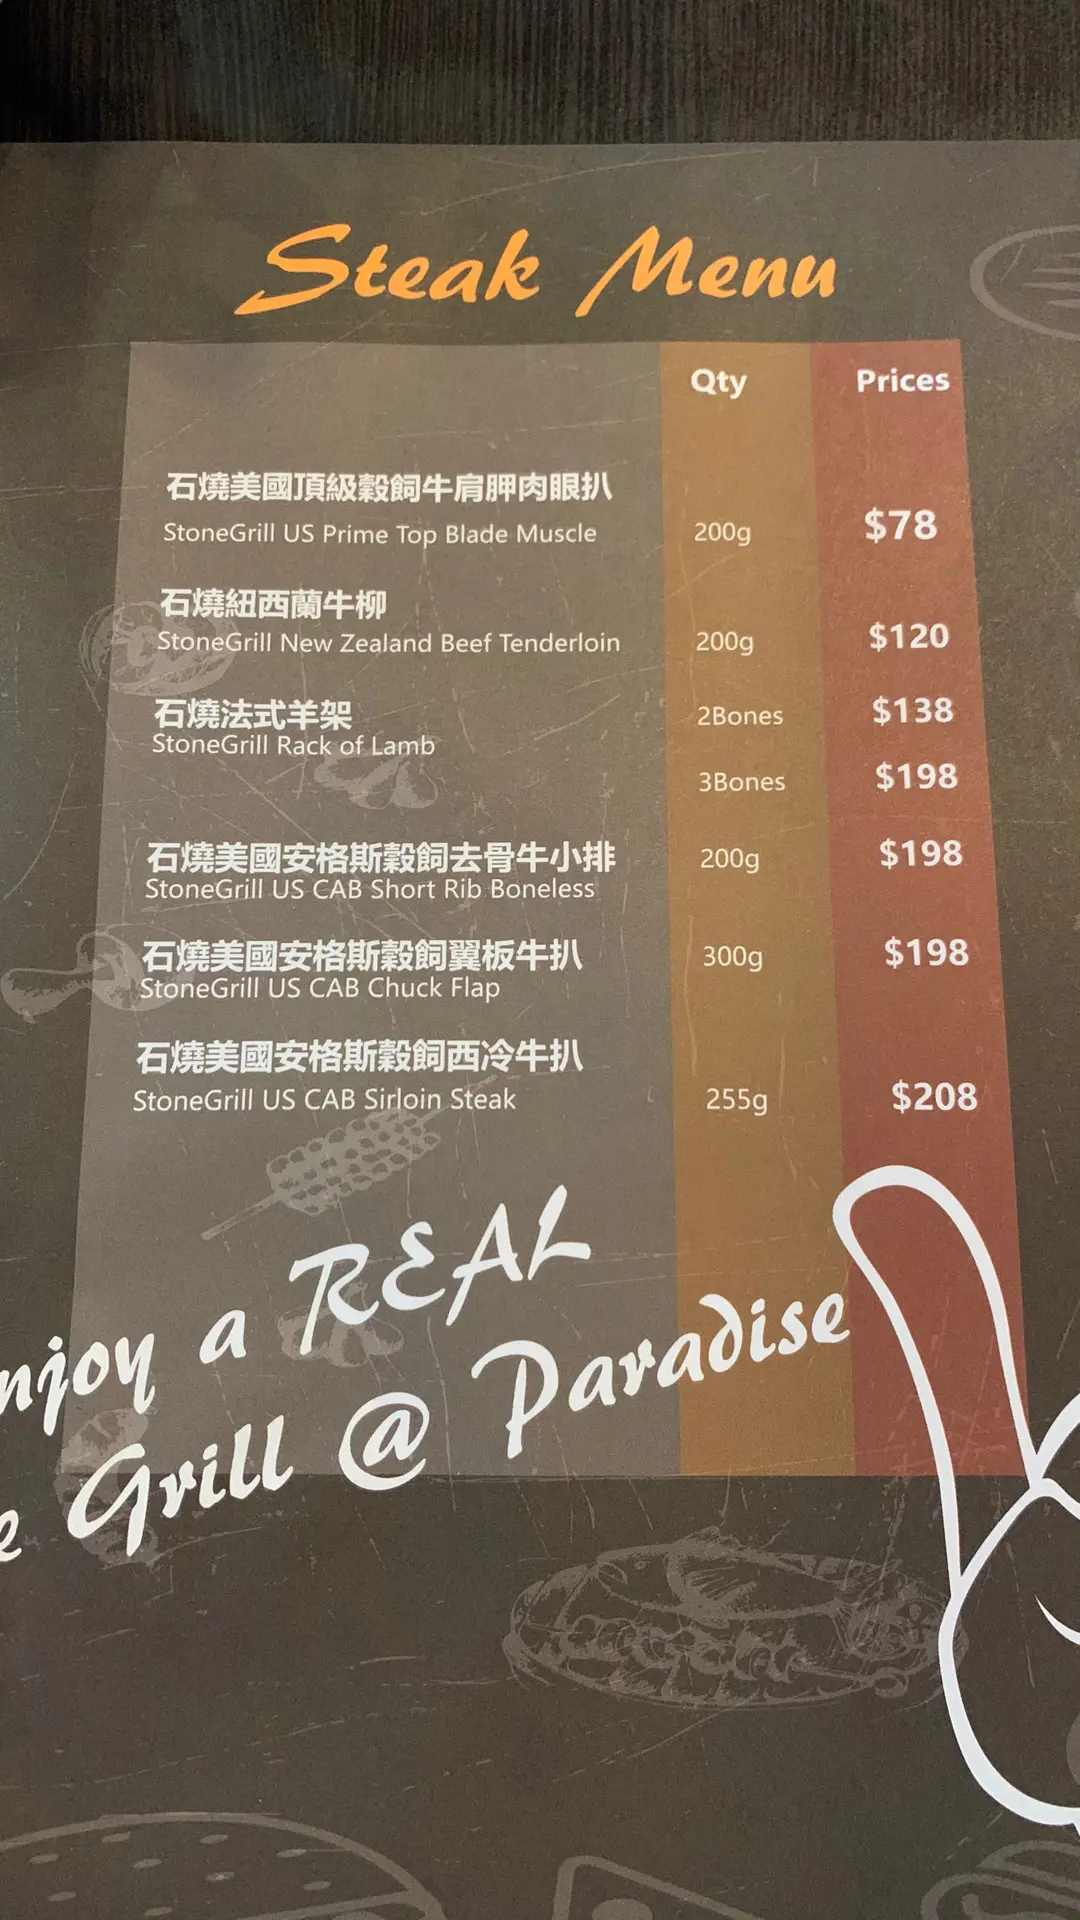 Steak Menu
Qty Prices
石燒美國頂級穀飼牛肩胛肉眼扒
StoneGrill US Prime Top Blade Muscle 200g $78
石燒紐西蘭牛柳
StoneGrill New Zealand Beef Tenderloin 200g $120
石燒法式羊架 2Bones $138
StoneGrill Rack of Lamb
3Bones $198
石燒美國安格斯穀飼去骨牛小排 200g $198
StoneGrill US CAB Short Rib Boneless
石燒美國安格斯穀飼翼板牛扒 300g $198
StoneGrill US CAB Chuck Flap
石燒美國安格斯穀飼西冷牛扒
StoneGrill US CAB Sirloin Steak 255g $208
njoy a REAL
e Grill @ Paradise